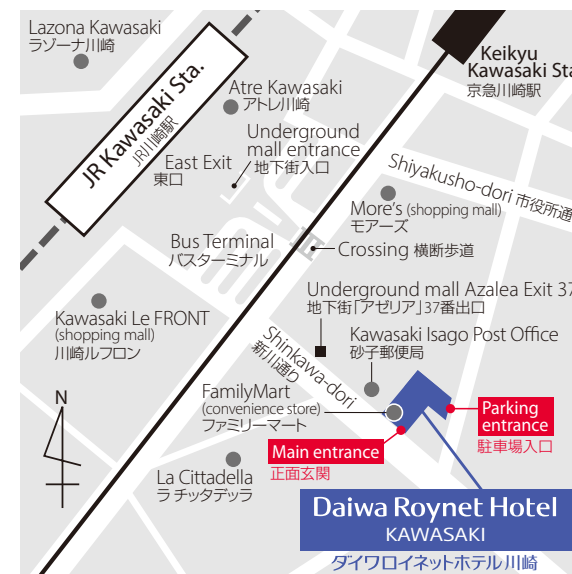 Lazona Kawasaki
ラゾーナ川崎
JR Kawasaki Sta.
JR川崎駅
Keikyu
Kawasaki Sta
京急川崎駅
Atre Kawasaki
アトレ川崎
Underground
mall entrance
地下街入口
East Exit
東口
Shiyakusho-dori 市役所通
More's (shopping mall)
モアーズ
Bus Terminal
バスターミナル
Crossing 横断歩道
Underground mall Azalea Exit 37
地下街「アゼリア」37番出口
Kawasaki Le FRONT
(shopping mall)
川崎ルフロン
Shinkawa-dori
新川通り
Kawasaki Isago Post Office
砂子郵便局
FamilyMart
(convenience store)
ファミリーマート
Parking
entrance
駐車場入口
Main entrance
正面玄関
N
La Cittadella
ラ チッタデッラ
Daiwa Roynet Hotel
KAWASAKI
ダイワロイネットホテル川崎